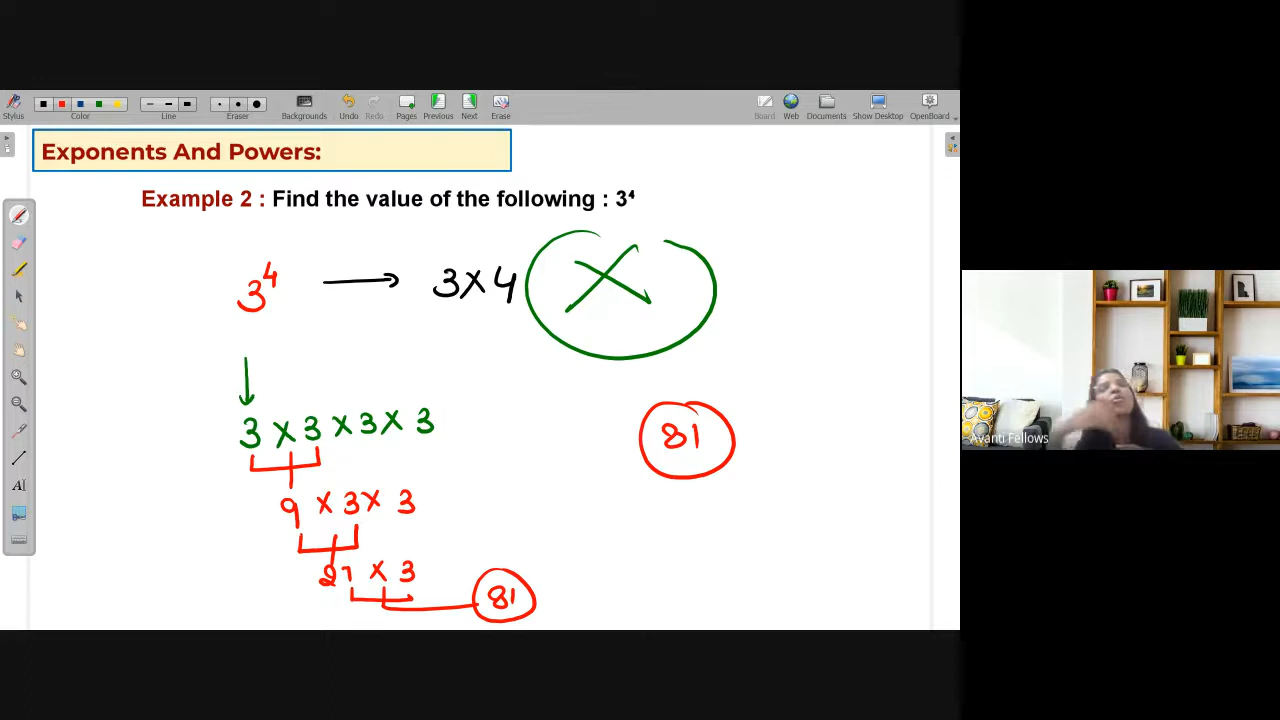 Stylus
Color
Line
Eraser
Backgrounds
Undo
Redo
Pages
Previous
Next
Erase
Board
Web
Documents
Show Desktop
OpenBoard
Exponents And Powers:
Example 2 : Find the value of the following : 3⁴
3⁴ → 3×4 ×
3 × 3 × 3 × 3
81
9 × 3 × 3
27 × 3
81
Avanti Fellows